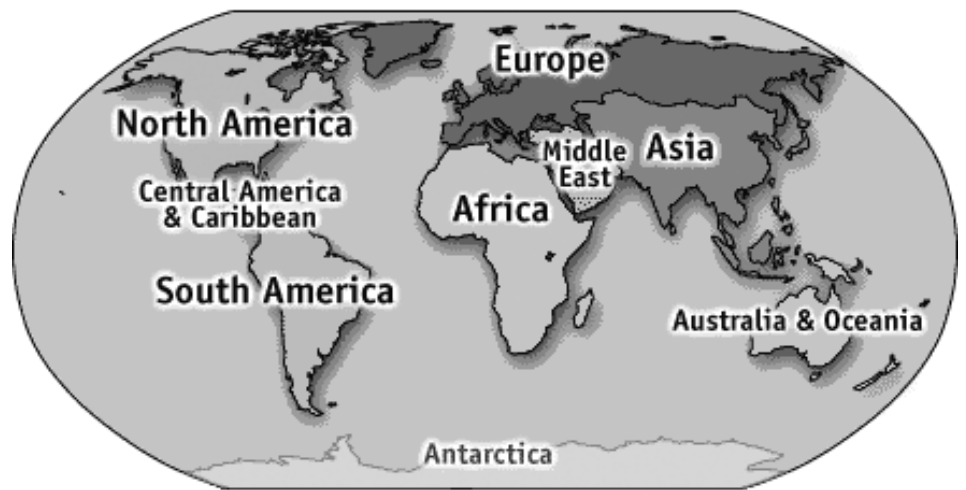 Europe
North America
Middle
East
Asia
Central America
& Caribbean
Africa
South America
Australia & Oceania
Antarctica